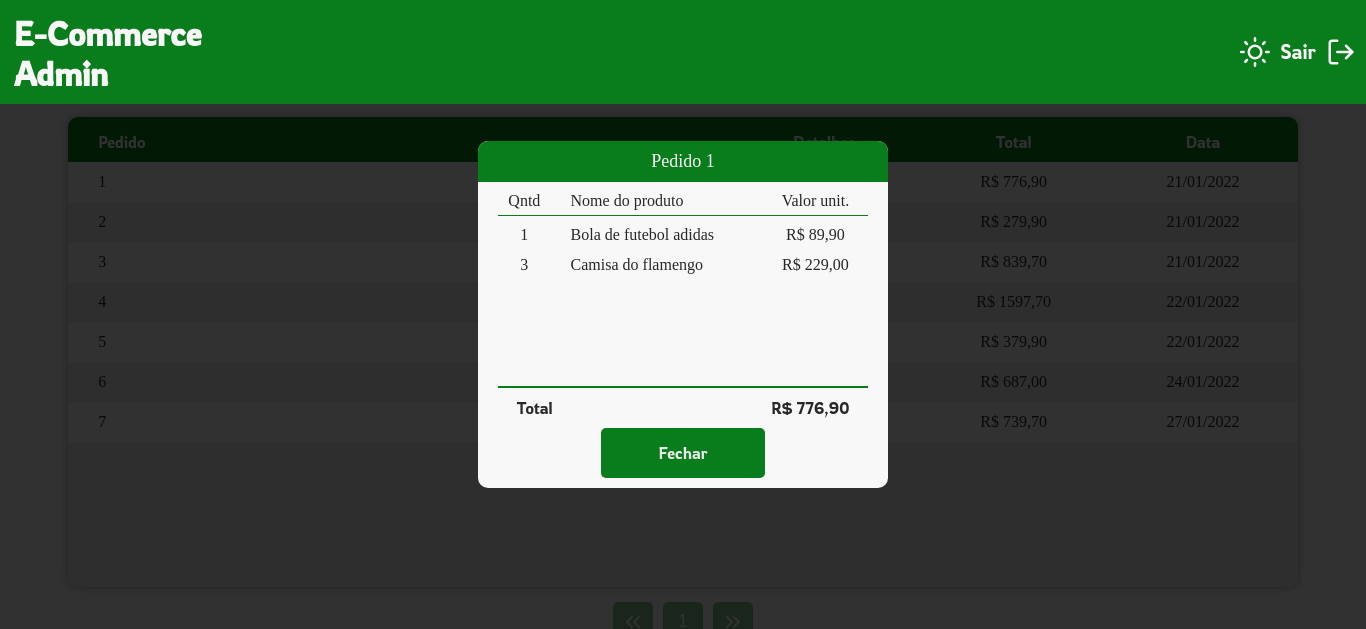 E-Commerce
Admin
Sair
Pedido Detalhes Total Data
1 R$ 776,90 21/01/2022
2 R$ 279,90 21/01/2022
3 R$ 839,70 21/01/2022
4 R$ 1597,70 22/01/2022
5 R$ 379,90 22/01/2022
6 R$ 687,00 24/01/2022
7 R$ 739,70 27/01/2022
Pedido 1
Qntd Nome do produto Valor unit.
1 Bola de futebol adidas R$ 89,90
3 Camisa do flamengo R$ 229,00
Total R$ 776,90
Fechar
« 1 »